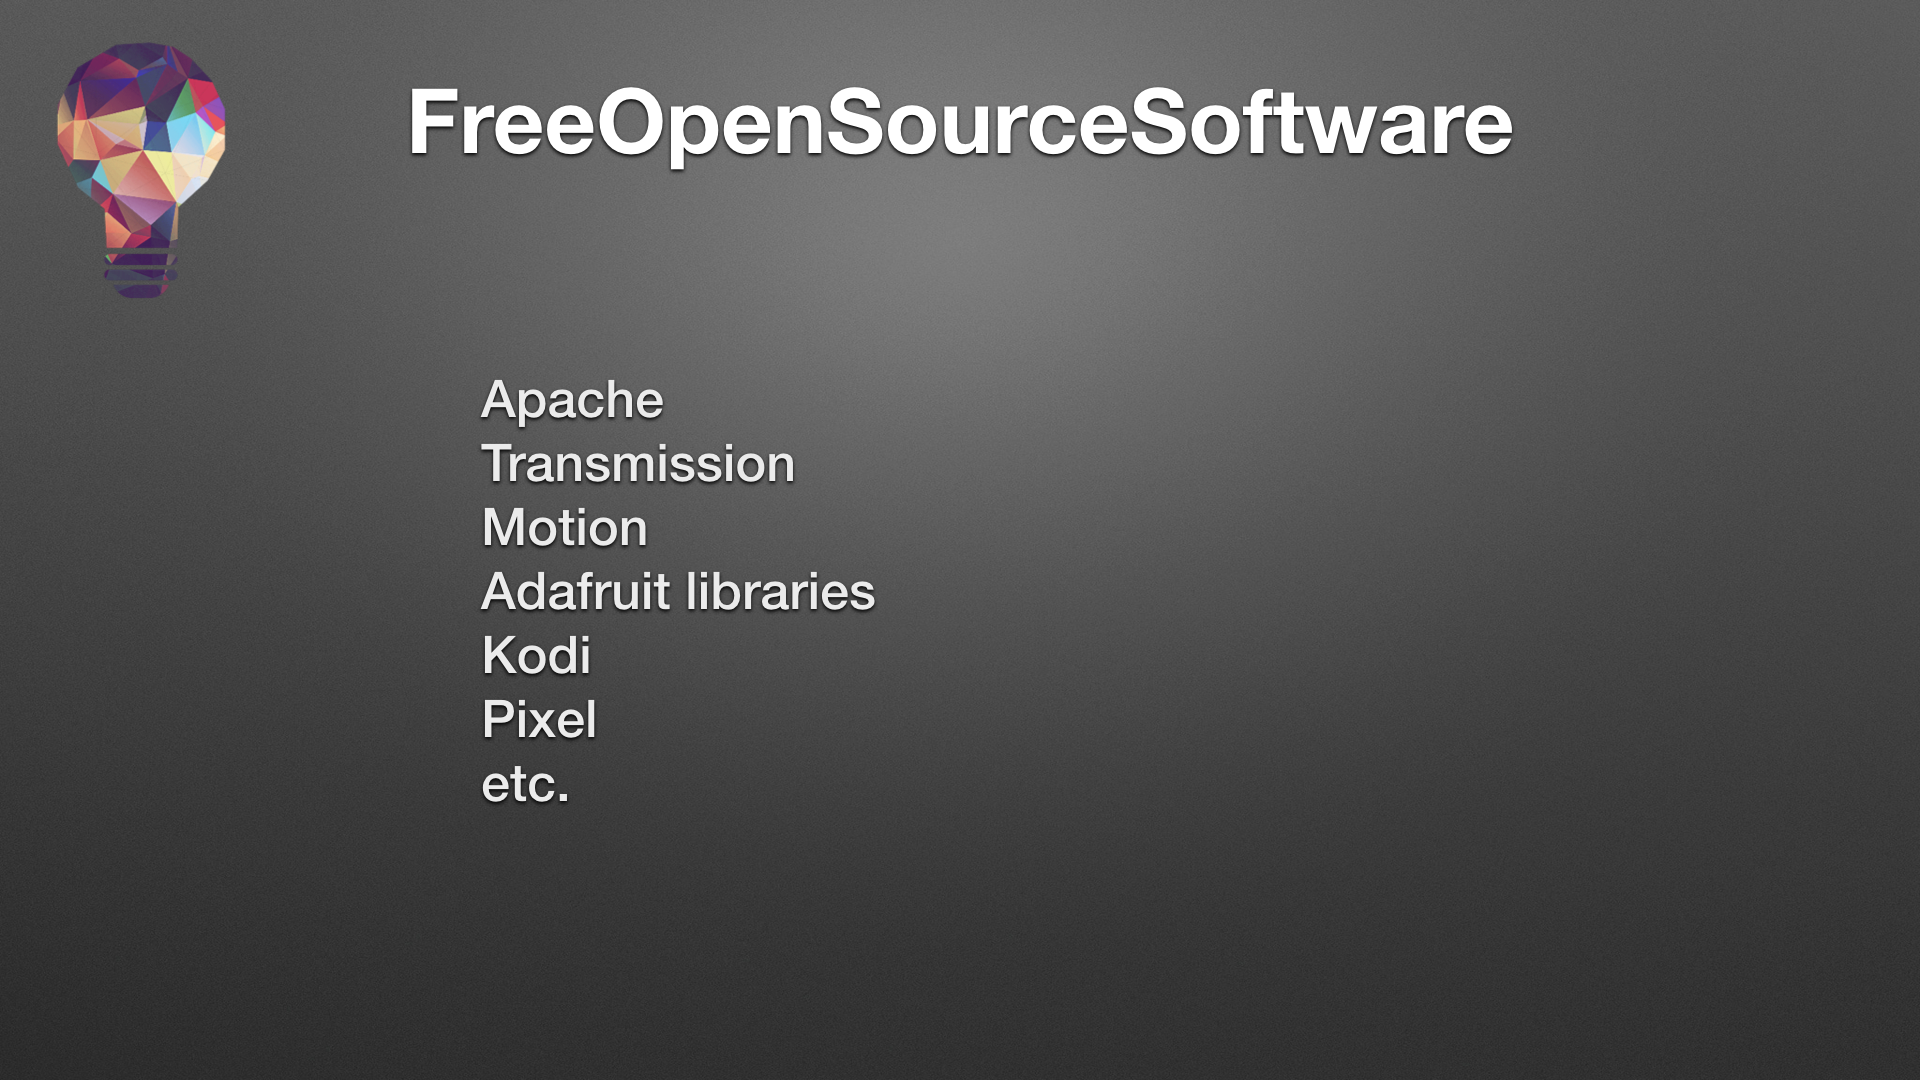 FreeOpenSourceSoftware
Apache
Transmission
Motion
Adafruit libraries
Kodi
Pixel
etc.